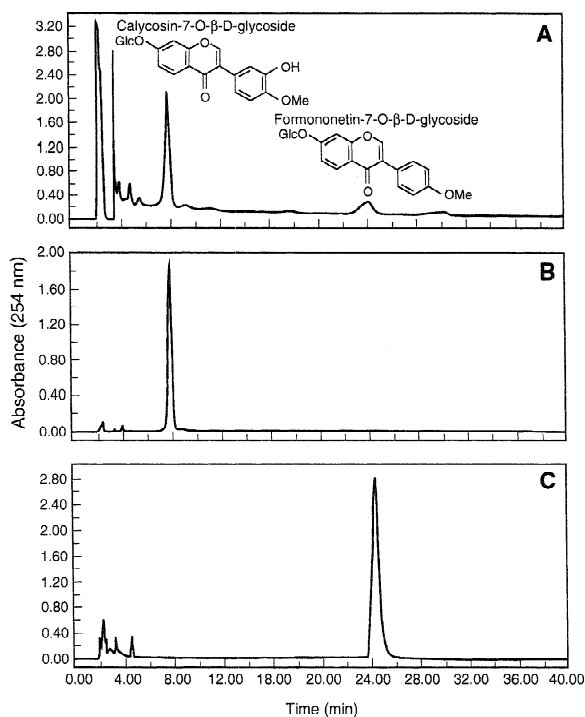 Calycosin-7-O-β-D-glycoside
A
GlcO
O
OH
O
OMe
Formononetin-7-O-β-D-glycoside
GlcO
O
O
OMe
3.20
2.80
2.40
2.00
1.60
1.20
0.80
0.40
0.00
B
2.00
1.60
1.20
0.80
0.40
0.00
Absorbance (254 nm)
C
2.80
2.40
2.00
1.60
1.20
0.80
0.40
0.00
0.00 4.00 8.00 12.00 16.00 20.00 24.00 28.00 32.00 36.00 40.00
Time (min)